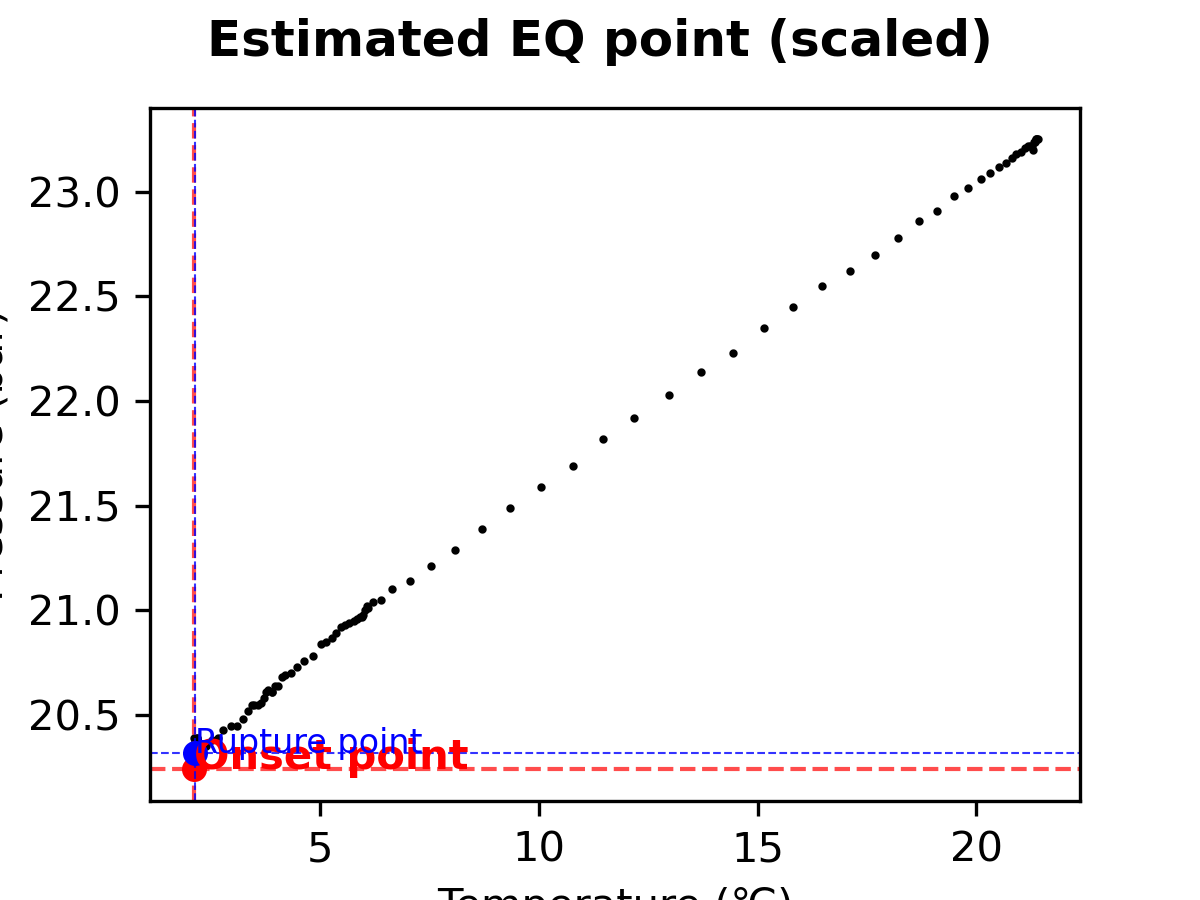 Estimated EQ point (scaled)
23.0
22.5
22.0
21.5
21.0
20.5
Rupture point
Onset point
5
10
15
20
Temperature (°C)